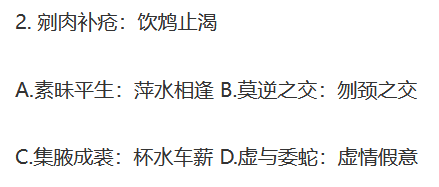 2. 剜肉补疮：饮鸩止渴
A.素昧平生：萍水相逢 B.莫逆之交：刎颈之交
C.集腋成裘：杯水车薪 D.虚与委蛇：虚情假意